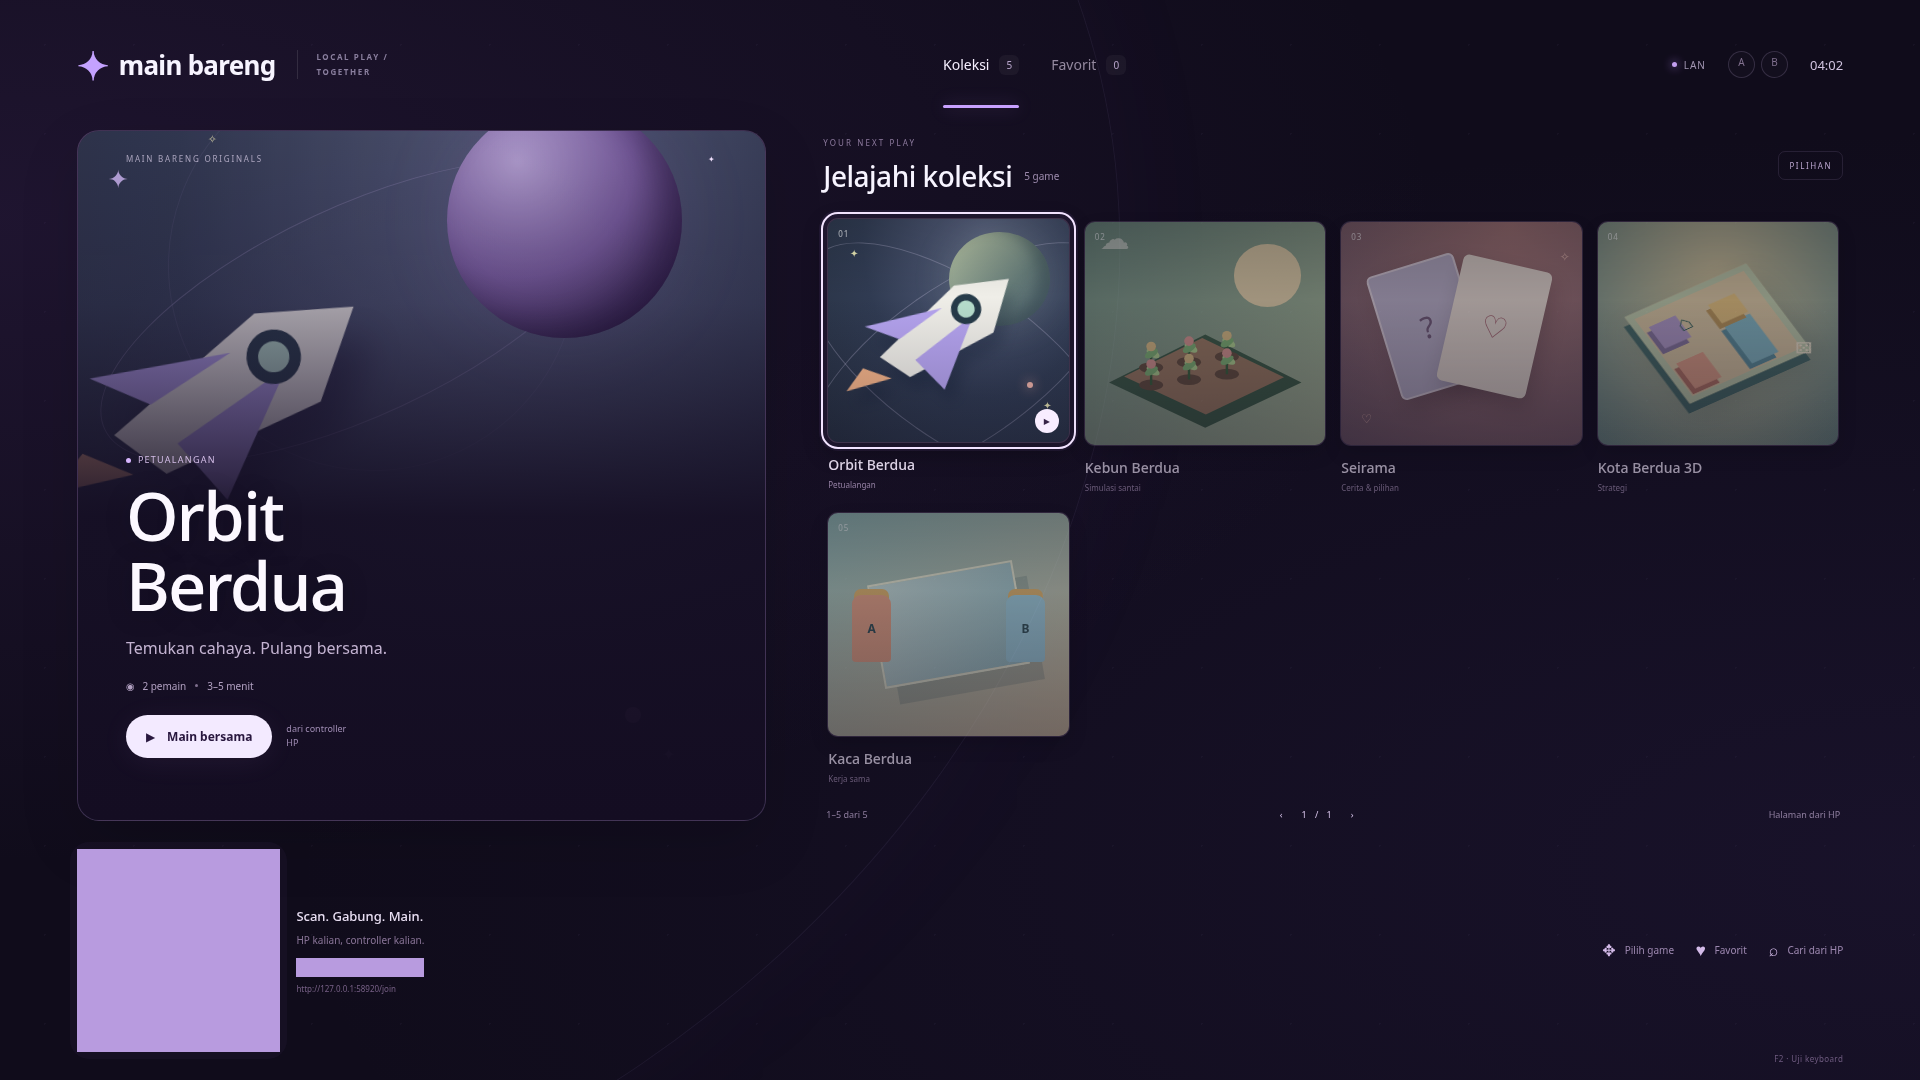 main bareng
LOCAL PLAY /
TOGETHER
Koleksi 5
Favorit 0
LAN
A B
04:02
MAIN BARENG ORIGINALS
PETUALANGAN
Orbit
Berdua
Temukan cahaya. Pulang bersama.
2 pemain • 3–5 menit
Main bersama
dari controller
HP
YOUR NEXT PLAY
Jelajahi koleksi 5 game
PILIHAN
01
Orbit Berdua
Petualangan
02
Kebun Berdua
Simulasi santai
03
?
Seirama
Cerita & pilihan
04
Kota Berdua 3D
Strategi
05
A
B
Kaca Berdua
Kerja sama
1–5 dari 5
‹ 1 / 1 ›
Halaman dari HP
Scan. Gabung. Main.
HP kalian, controller kalian.
http://127.0.0.1:58920/join
Pilih game
Favorit
Cari dari HP
F2 · Uji keyboard